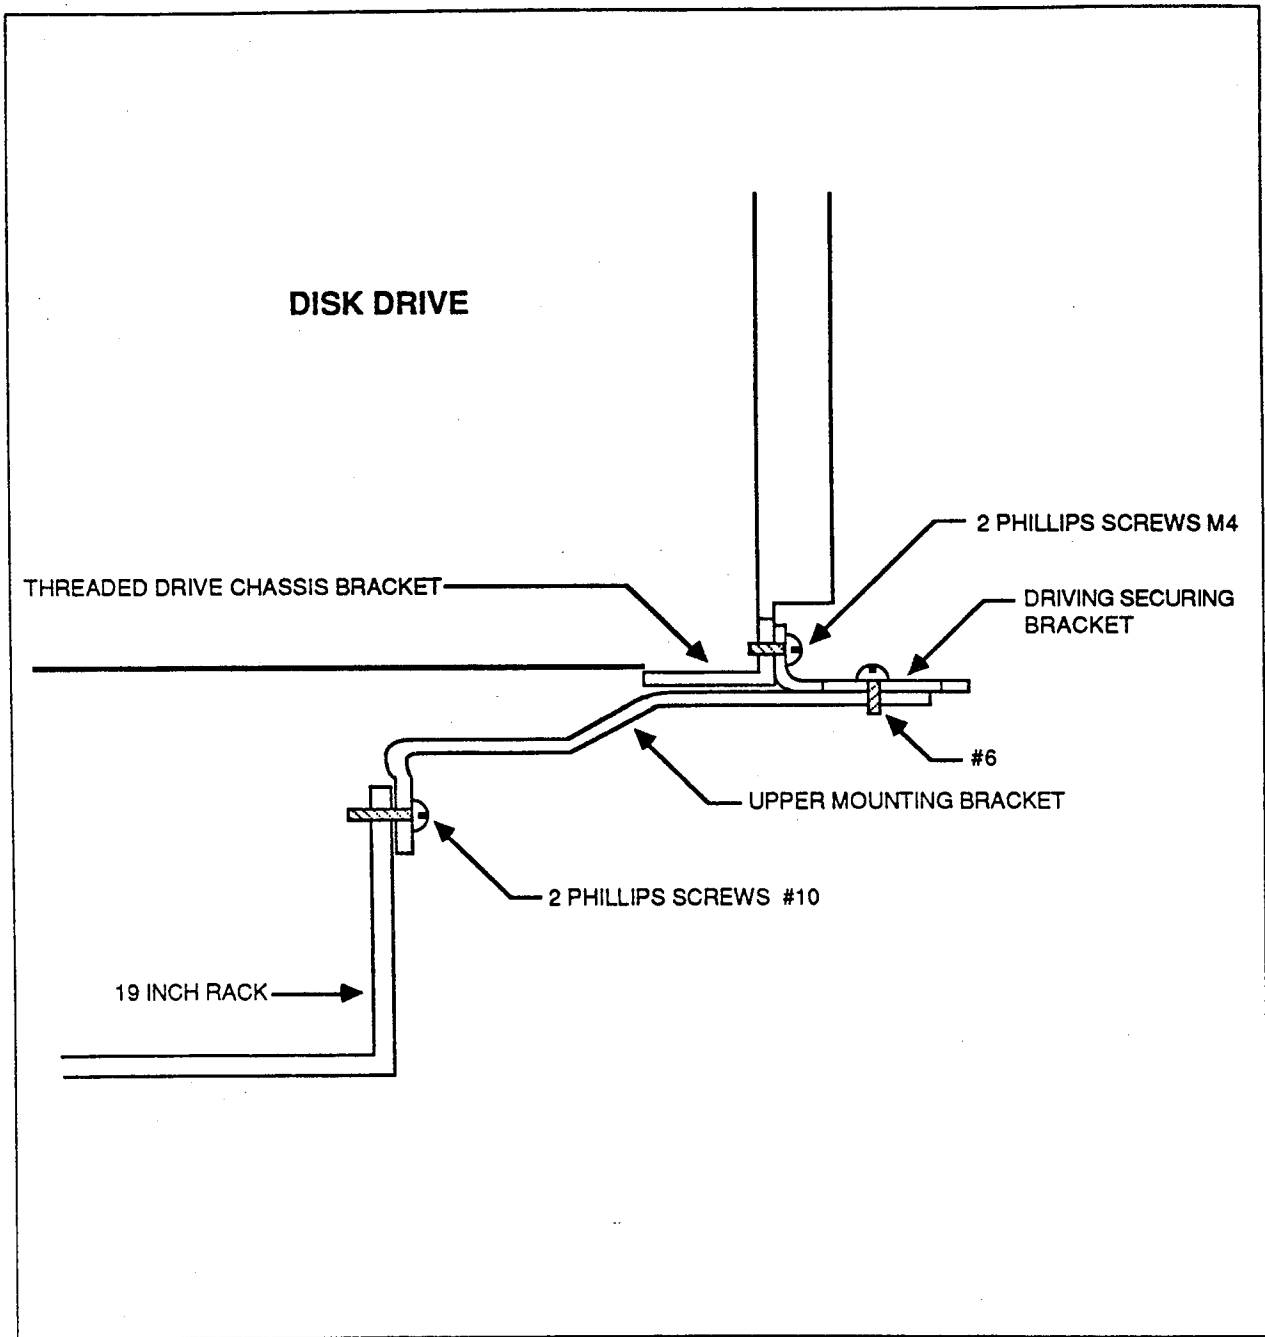 DISK DRIVE
2 PHILLIPS SCREWS M4
THREADED DRIVE CHASSIS BRACKET
DRIVING SECURING
BRACKET
#6
UPPER MOUNTING BRACKET
2 PHILLIPS SCREWS #10
19 INCH RACK